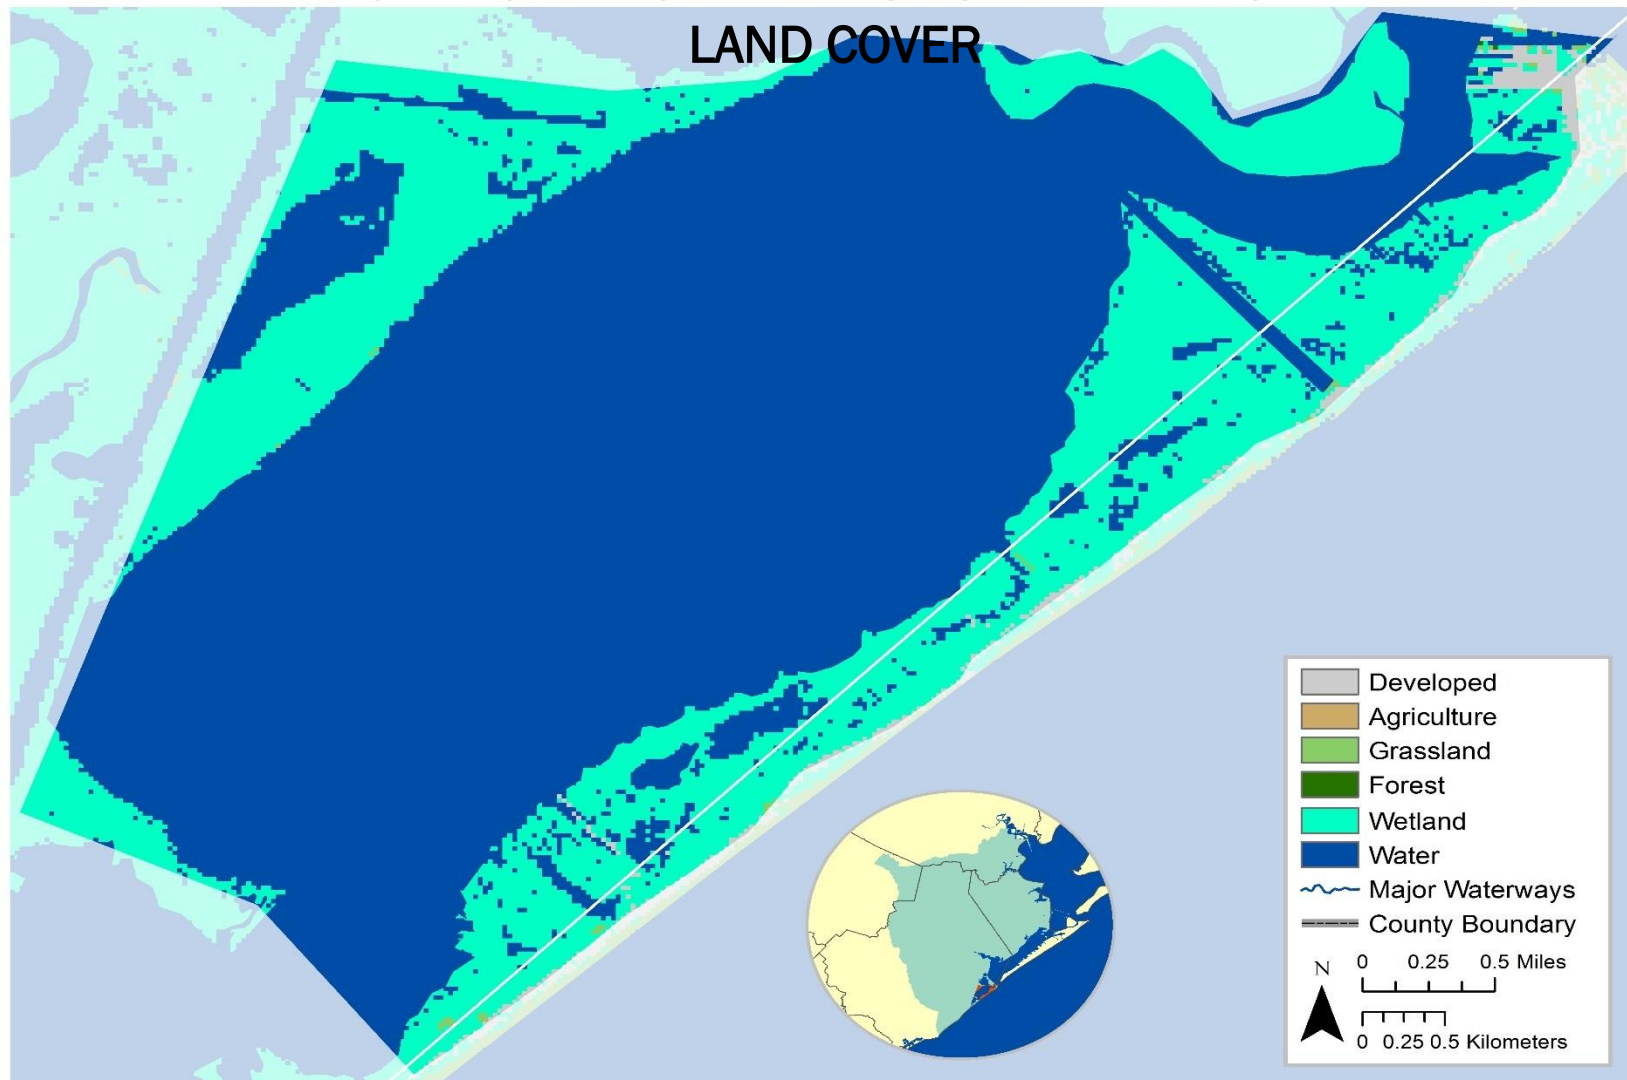 LAND COVER
Developed
Agriculture
Grassland
Forest
Wetland
Water
Major Waterways
County Boundary
N
0 0.25 0.5 Miles
0 0.25 0.5 Kilometers